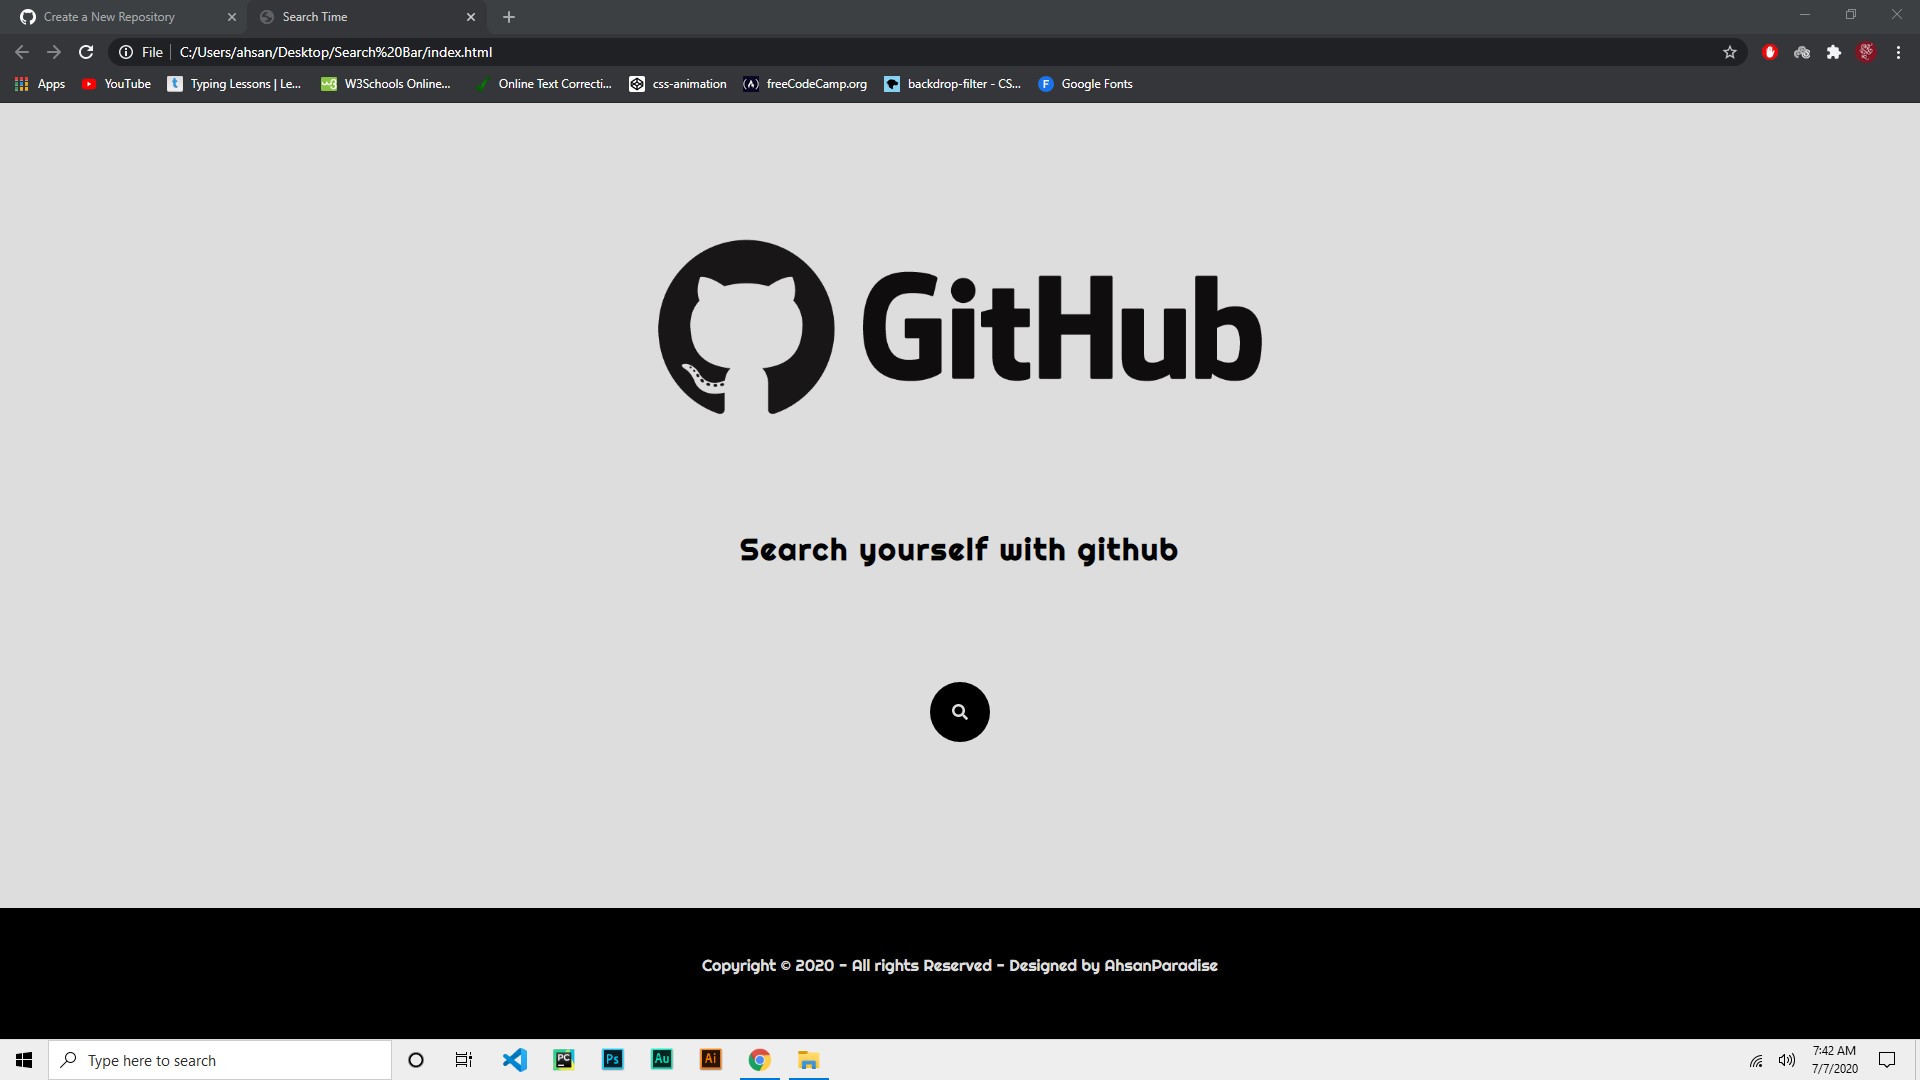 Create a New Repository
Search Time
File
C:/Users/ahsan/Desktop/Search%20Bar/index.html
Apps
YouTube
Typing Lessons | Le...
W3Schools Online...
Online Text Correcti...
css-animation
freeCodeCamp.org
backdrop-filter - CS...
Google Fonts
GitHub
Search yourself with github
Copyright © 2020 - All rights Reserved - Designed by AhsanParadise
Type here to search
PC
Ps
Au
Ai
7:42 AM
7/7/2020